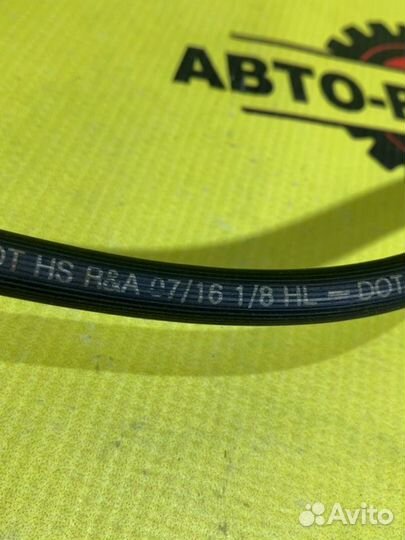 АВТО-
OT HS R&A 07/16 1/8 HL = DOT
Avito